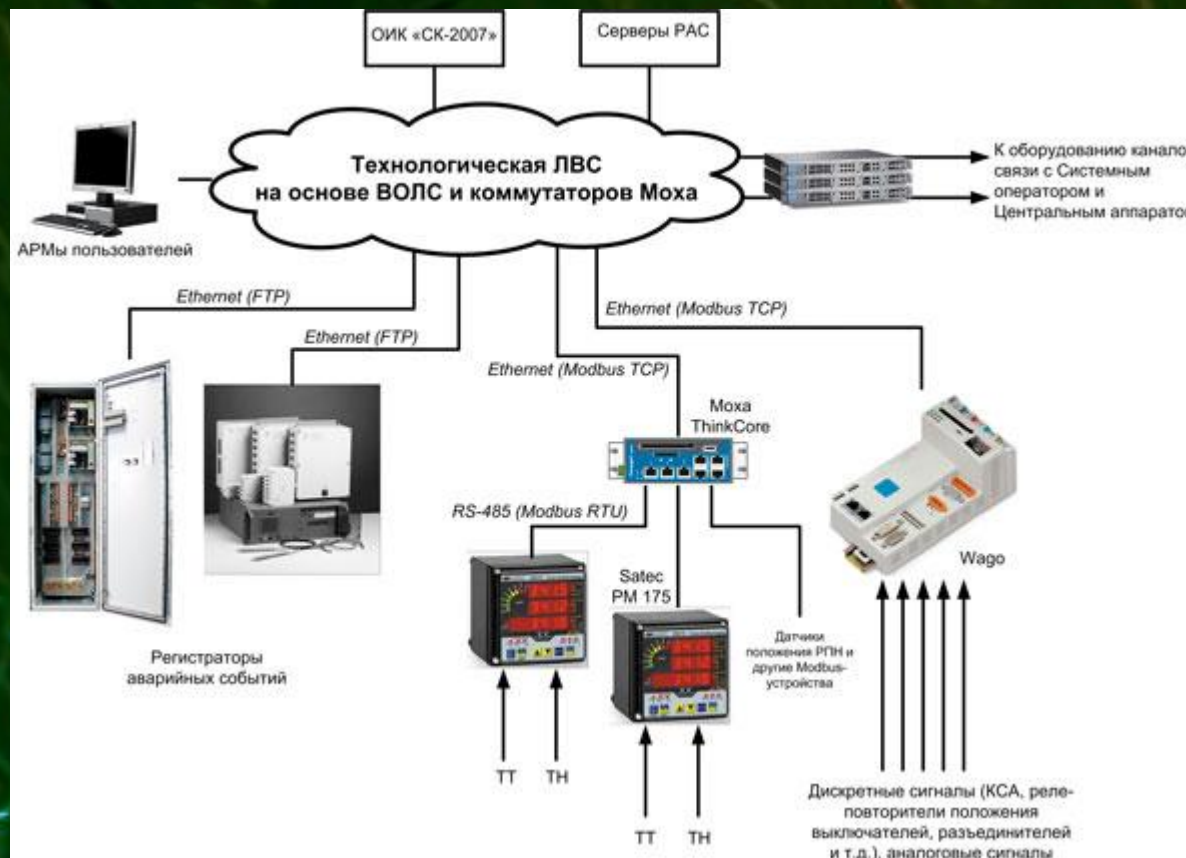 ОИК «СК-2007»
Серверы РАС
Технологическая ЛВС
на основе ВОЛС и коммутаторов Моха
К оборудованию канало
связи с Системным
оператором и
Центральным аппарато
АРМы пользователей
Ethernet (FTP)
Ethernet (FTP)
Ethernet (Modbus TCP)
Ethernet (Modbus TCP)
Moxa
ThinkCore
RS-485 (Modbus RTU)
Satec
PM 175
Wago
Датчики
положения РПН и
другие Modbus-
устройства
Регистраторы
аварийных событий
ТТ ТН
ТТ ТН
Дискретные сигналы (КСА, реле-
повторители положения
выключателей, разъединителей
и т.д.), аналоговые сигналы